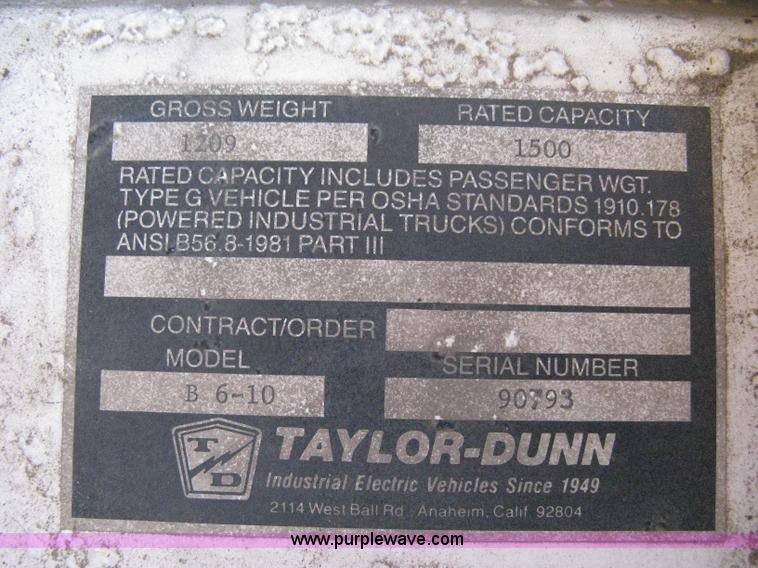 GROSS WEIGHT RATED CAPACITY
1209 1500
RATED CAPACITY INCLUDES PASSENGER WGT.
TYPE G VEHICLE PER OSHA STANDARDS 1910.178
(POWERED INDUSTRIAL TRUCKS) CONFORMS TO
ANSI.B56.8-1981 PART III
CONTRACT/ORDER
MODEL SERIAL NUMBER
B 6-10 90793
T D TAYLOR-DUNN
Industrial Electric Vehicles Since 1949
2114 West Ball Rd., Anaheim, Calif. 92804
www.purplewave.com